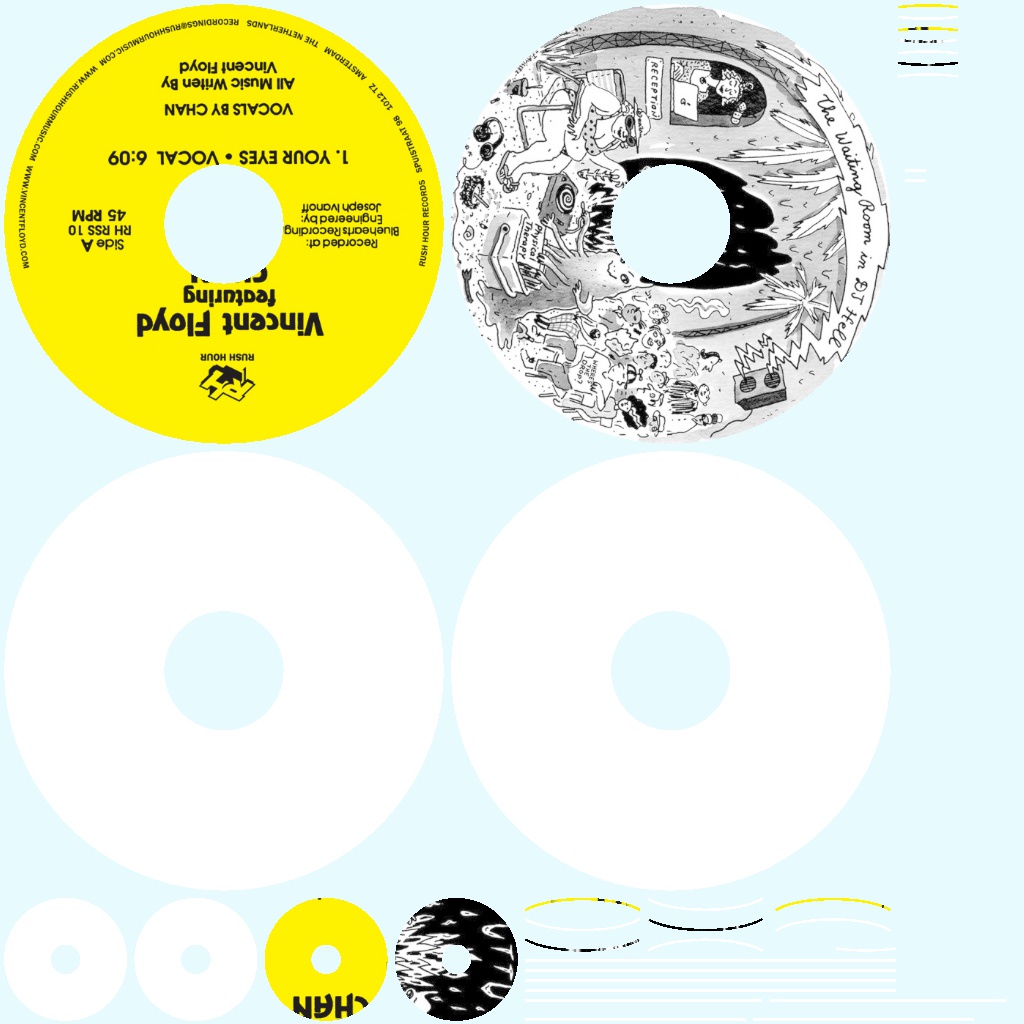 RUSH HOUR
Vincent Floyd
featuring
CHAN
Side A
RH RSS 10
45 RPM
Recorded at:
Bluehearts Recording
Engineered by:
Joseph Ivanoff
1. YOUR EYES • VOCAL 6:09
VOCALS BY CHAN
All Music Writen By
Vincent Floyd
RUSH HOUR RECORDS SPUISTRAAT 98 1012 TZ AMSTERDAM THE NETHERLANDS RECORDINGS@RUSHHOURMUSIC.COM WWW.RUSHHOURMUSIC.COM WWW.VINCENTFLOYD.COM
The Waiting Room in DJ Hell
RECEPTION
Physical
Therapy
WHERE'S
THE
DROP?